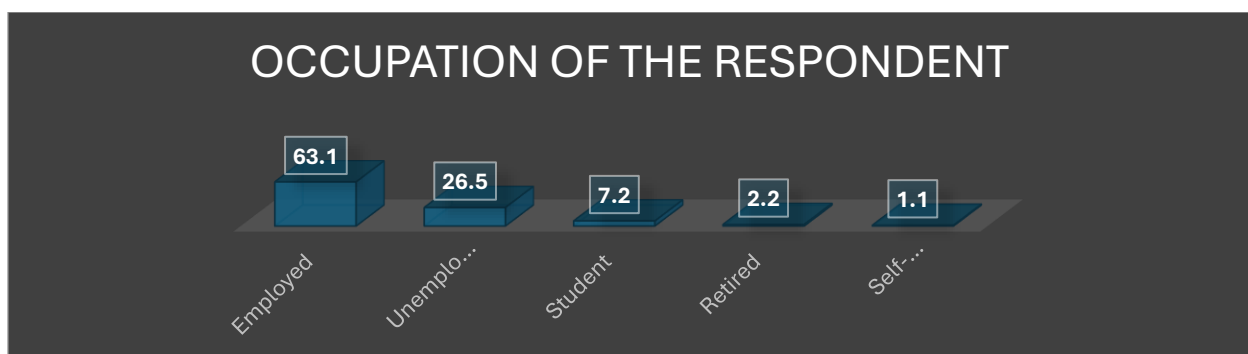 OCCUPATION OF THE RESPONDENT
63.1
26.5
7.2
2.2
1.1
Employed
Unemplo...
Student
Retired
Self-...